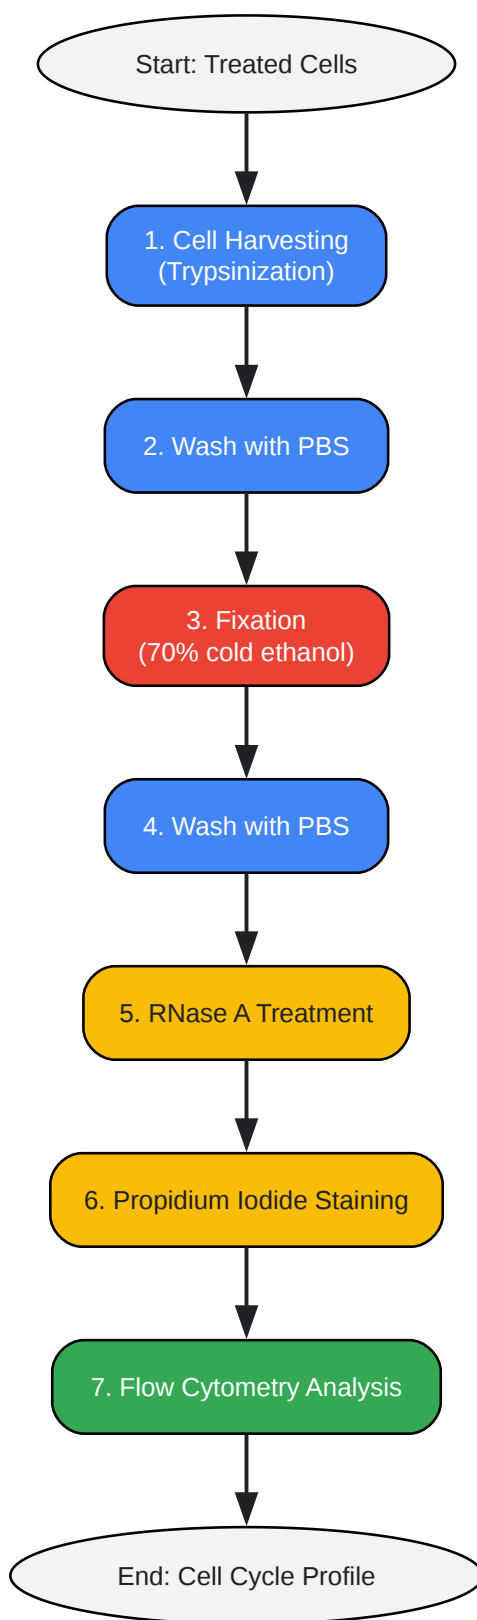 Start: Treated Cells
1. Cell Harvesting
(Trypsinization)
2. Wash with PBS
3. Fixation
(70% cold ethanol)
4. Wash with PBS
5. RNase A Treatment
6. Propidium Iodide Staining
7. Flow Cytometry Analysis
End: Cell Cycle Profile